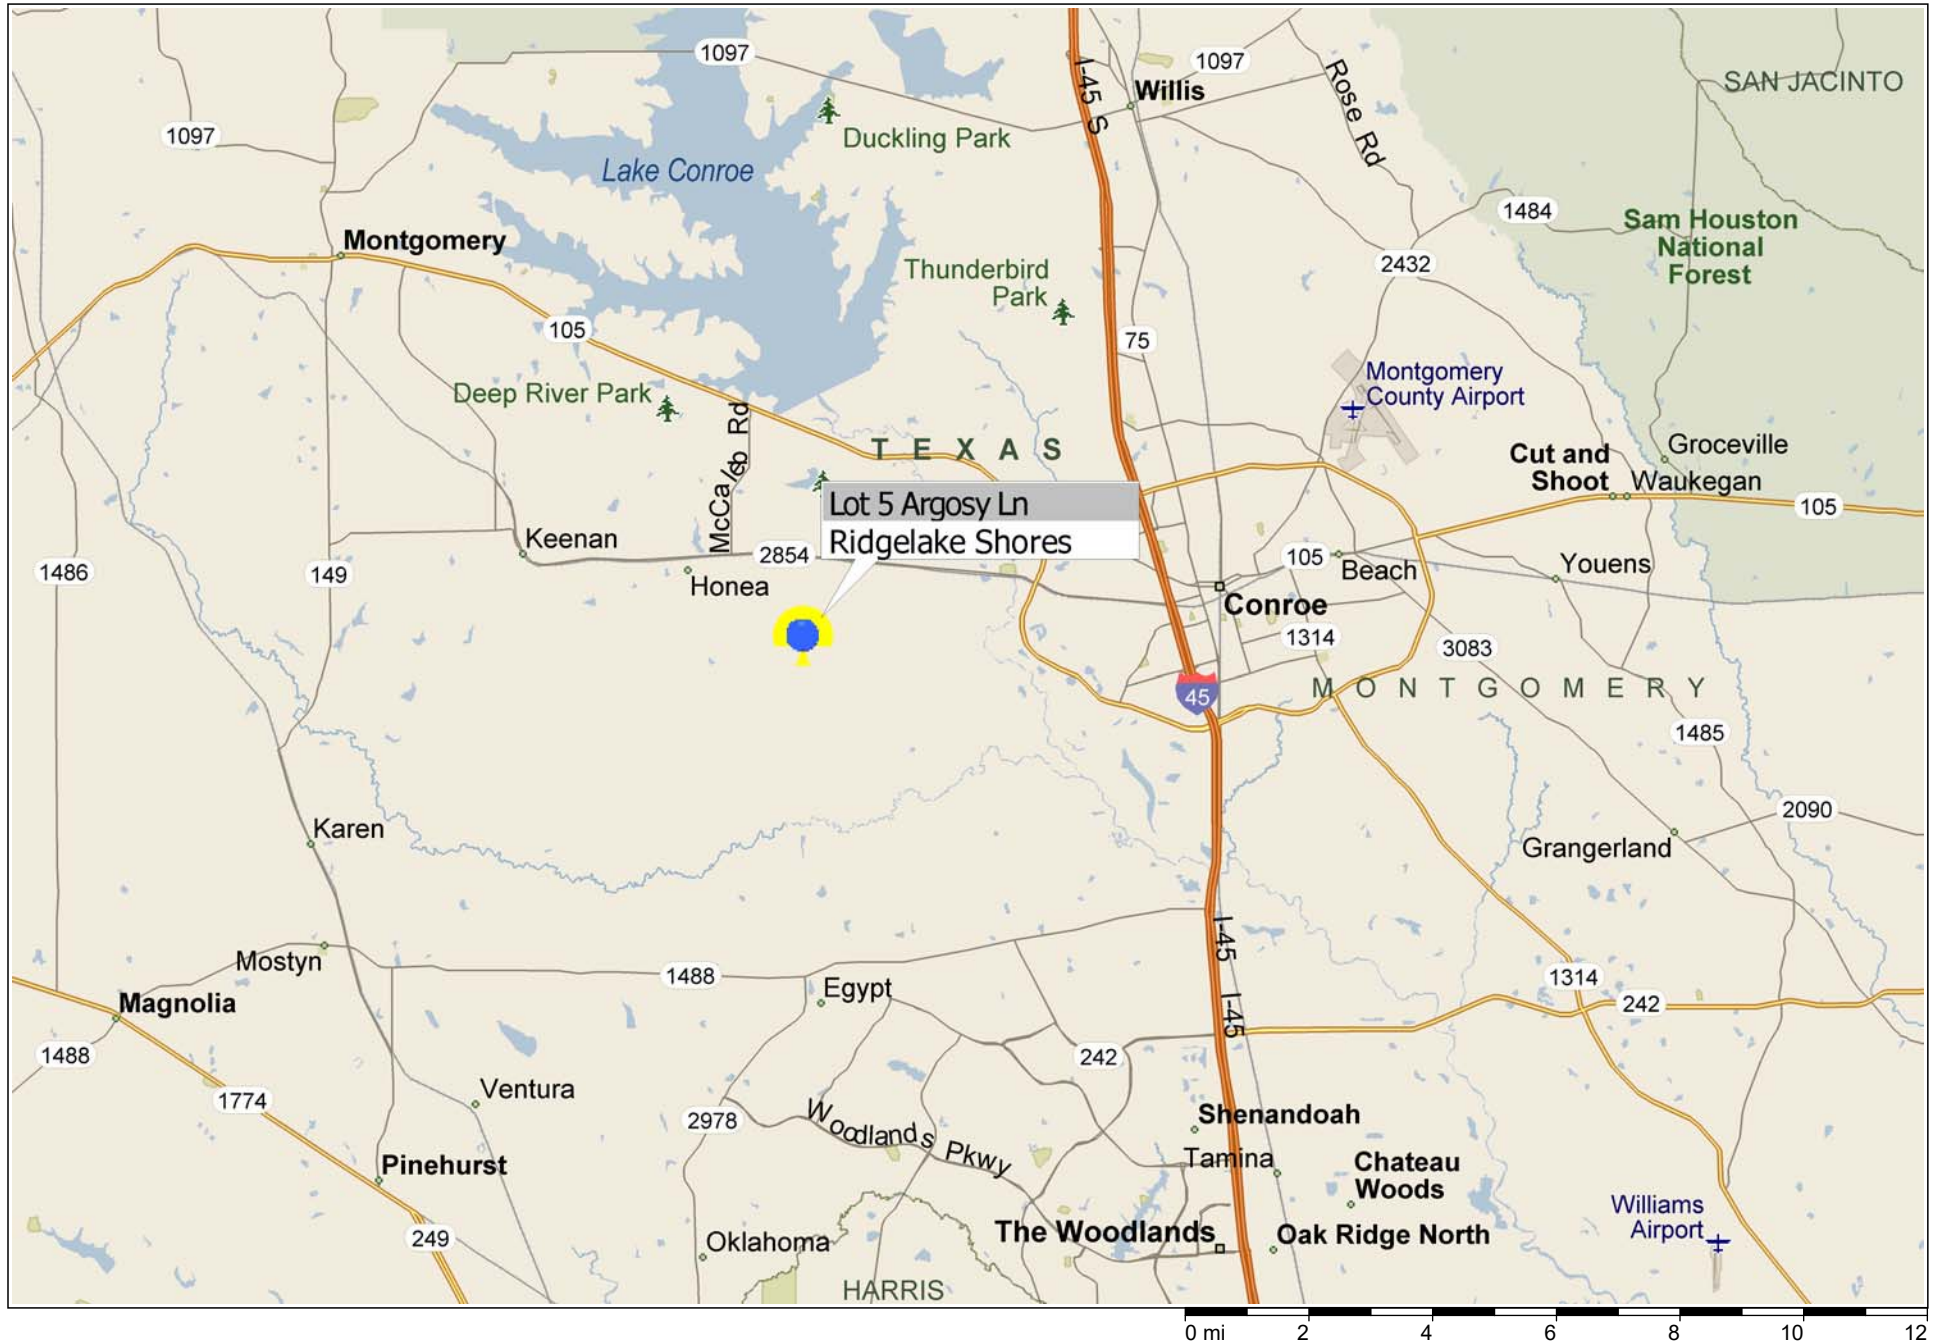 1097
1097
I-45 S
Willis
Rose Rd
SAN JACINTO
1097
Duckling Park
Lake Conroe
1484
Sam Houston
National
Forest
Montgomery
2432
Thunderbird
Park
105
75
Montgomery
County Airport
Deep River Park
McCaleb Rd
TEXAS
Groceville
Cut and
Shoot
Waukegan
105
Lot 5 Argosy Ln
Ridgelake Shores
Keenan
2854
105
Beach
Youens
1486
149
Honea
Conroe
1314
3083
45
MONTGOMERY
1485
2090
Karen
Grangerland
I-45
Mostyn
1488
1314
Egypt
242
Magnolia
I-45
1488
242
Ventura
1774
2978
Woodlands Pkwy
Shenandoah
Tamina
Chateau
Woods
Pinehurst
Williams
Airport
The Woodlands
Oak Ridge North
249
Oklahoma
HARRIS
0 mi 2 4 6 8 10 12